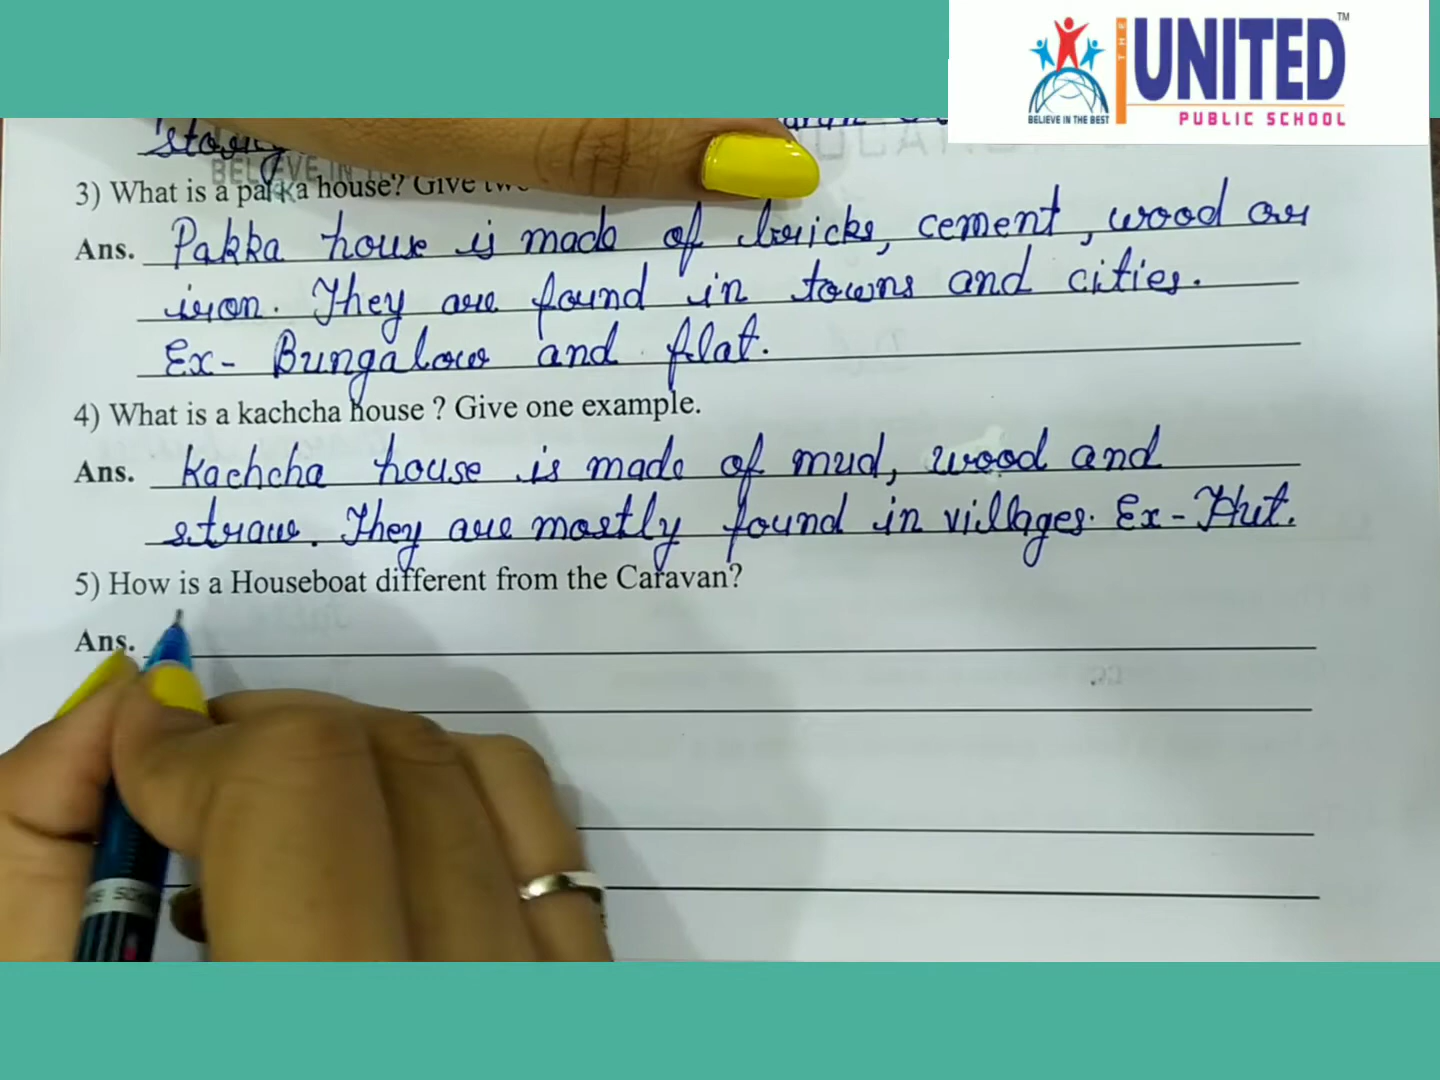 THE UNITED™
BELIEVE IN THE BEST PUBLIC SCHOOL
3) What is a pakka house? Give two
Ans. Pakka house is made of bricks, cement, wood or
iron. They are found in towns and cities.
Ex- Bungalow and flat.
4) What is a kachcha house ? Give one example.
Ans. Kachcha house is made of mud, wood and
straw. They are mostly found in villages. Ex- Hut.
5) How is a Houseboat different from the Caravan?
Ans.